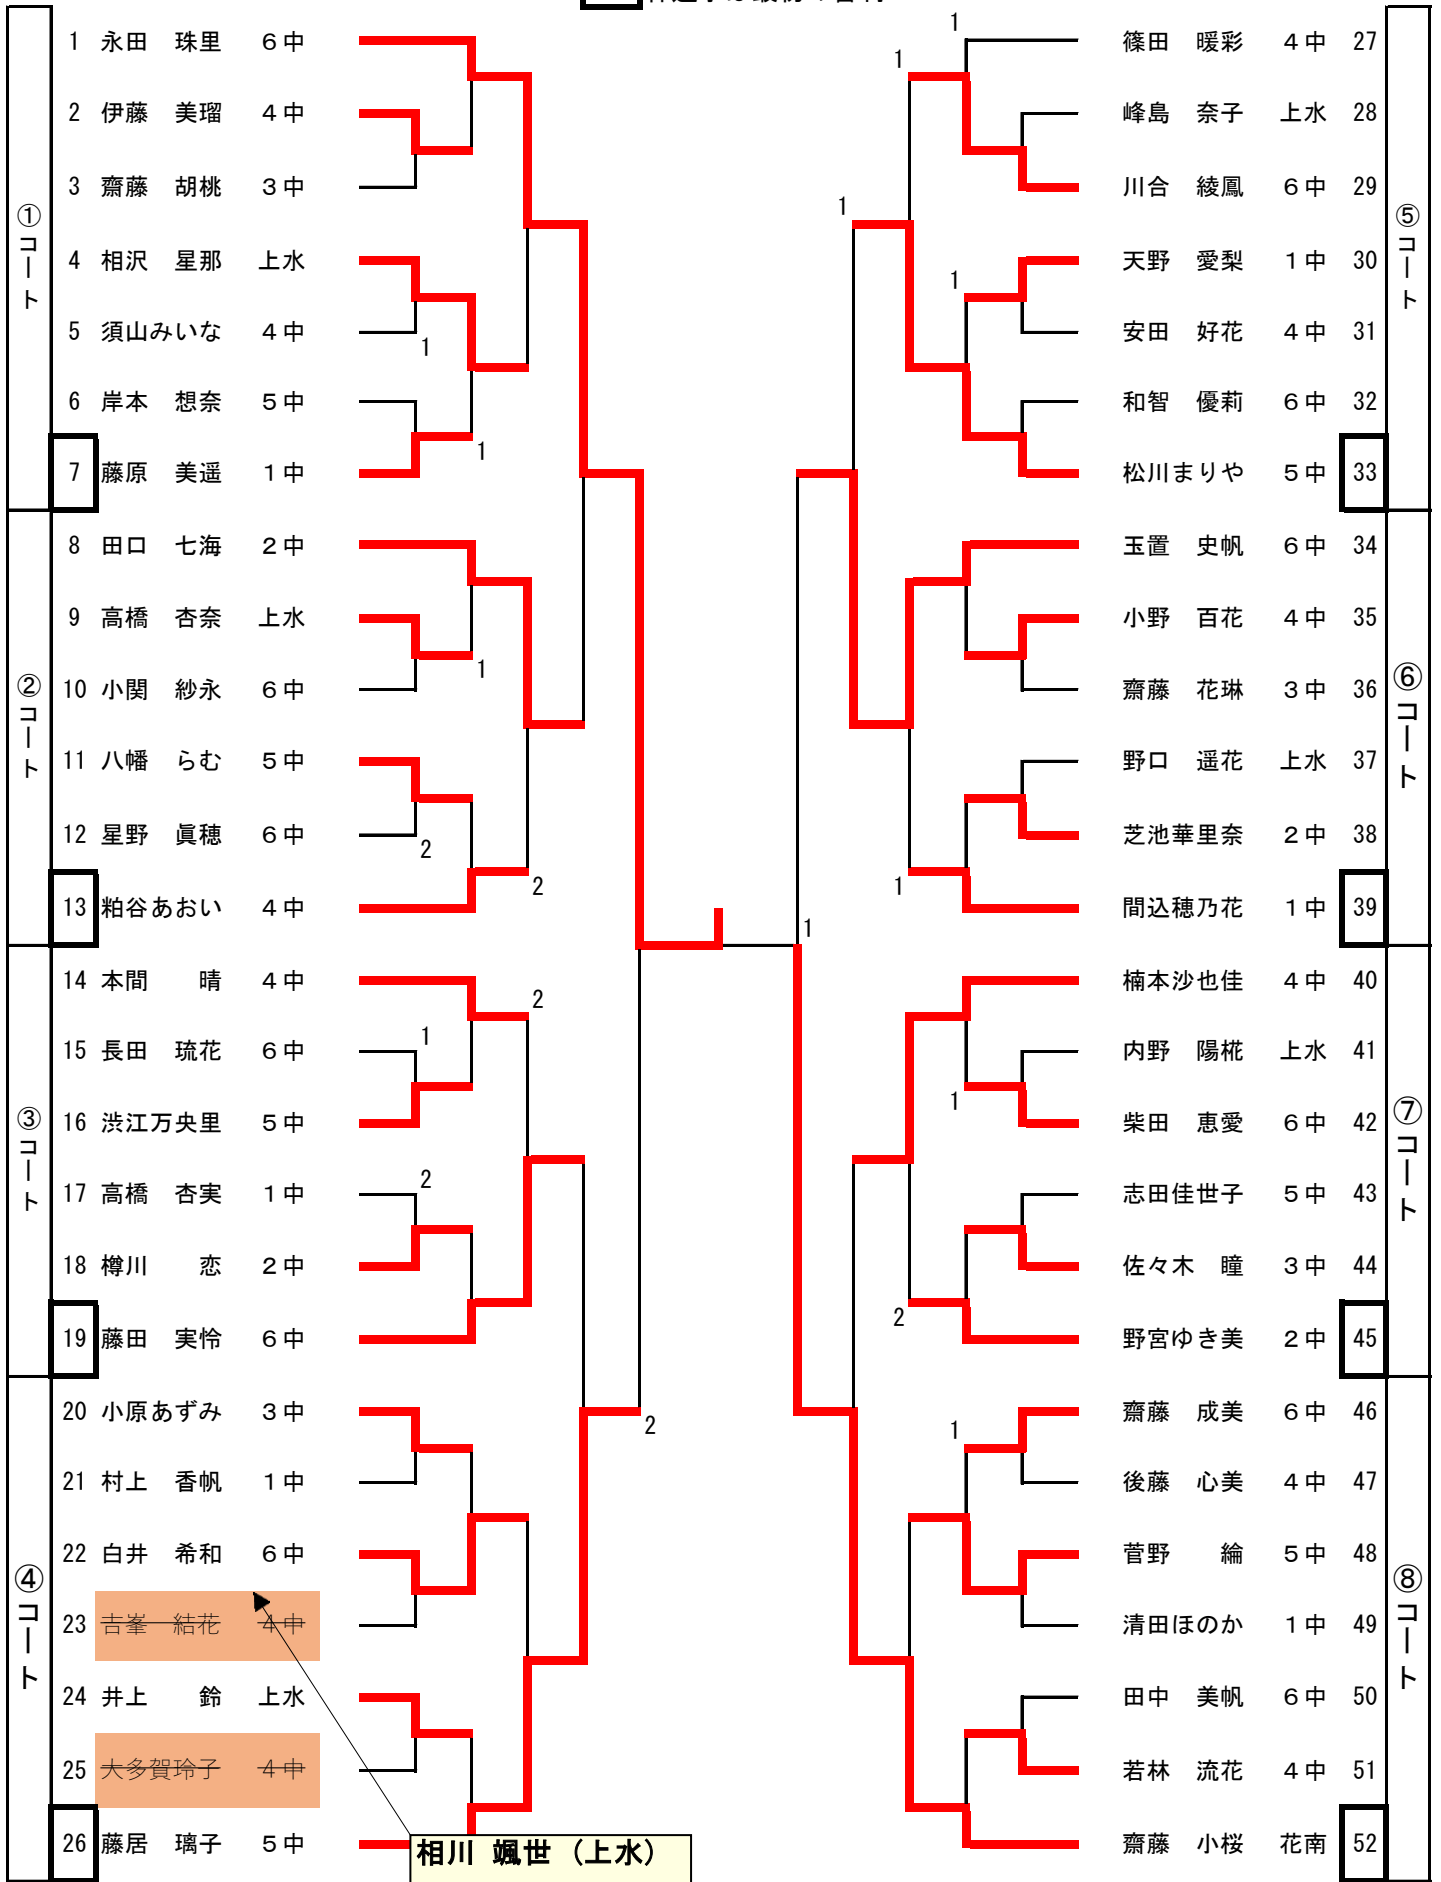 ①コート
1 永田 珠里 6中
2 伊藤 美瑠 4中
3 齋藤 胡桃 3中
4 相沢 星那 上水
5 須山みいな 4中
1
6 岸本 想奈 5中
1
7 藤原 美遥 1中
②コート
8 田口 七海 2中
9 高橋 杏奈 上水
1
10 小関 紗永 6中
11 八幡 らむ 5中
12 星野 眞穂 6中
2
2
13 粕谷あおい 4中
③コート
14 本間 晴 4中
2
15 長田 琉花 6中
1
16 渋江万央里 5中
17 高橋 杏実 1中
2
18 樽川 恋 2中
19 藤田 実怜 6中
④コート
20 小原あずみ 3中
2
21 村上 香帆 1中
22 白井 希和 6中
23 吉峯 結花 4中
24 井上 鈴 上水
25 大多賀玲子 4中
26 藤居 璃子 5中
相川 颯世（上水）
1
⑤コート
1
篠田 暖彩 4中 27
1
峰島 奈子 上水 28
川合 綾鳳 6中 29
1
天野 愛梨 1中 30
1
安田 好花 4中 31
和智 優莉 6中 32
松川まりや 5中 33
⑥コート
玉置 史帆 6中 34
小野 百花 4中 35
齋藤 花琳 3中 36
野口 遥花 上水 37
芝池華里奈 2中 38
1
間込穂乃花 1中 39
⑦コート
楠本沙也佳 4中 40
内野 陽椛 上水 41
1
柴田 恵愛 6中 42
志田佳世子 5中 43
佐々木 瞳 3中 44
2
野宮ゆき美 2中 45
⑧コート
齋藤 成美 6中 46
1
後藤 心美 4中 47
菅野 綸 5中 48
清田ほのか 1中 49
田中 美帆 6中 50
若林 流花 4中 51
齋藤 小桜 花南 52